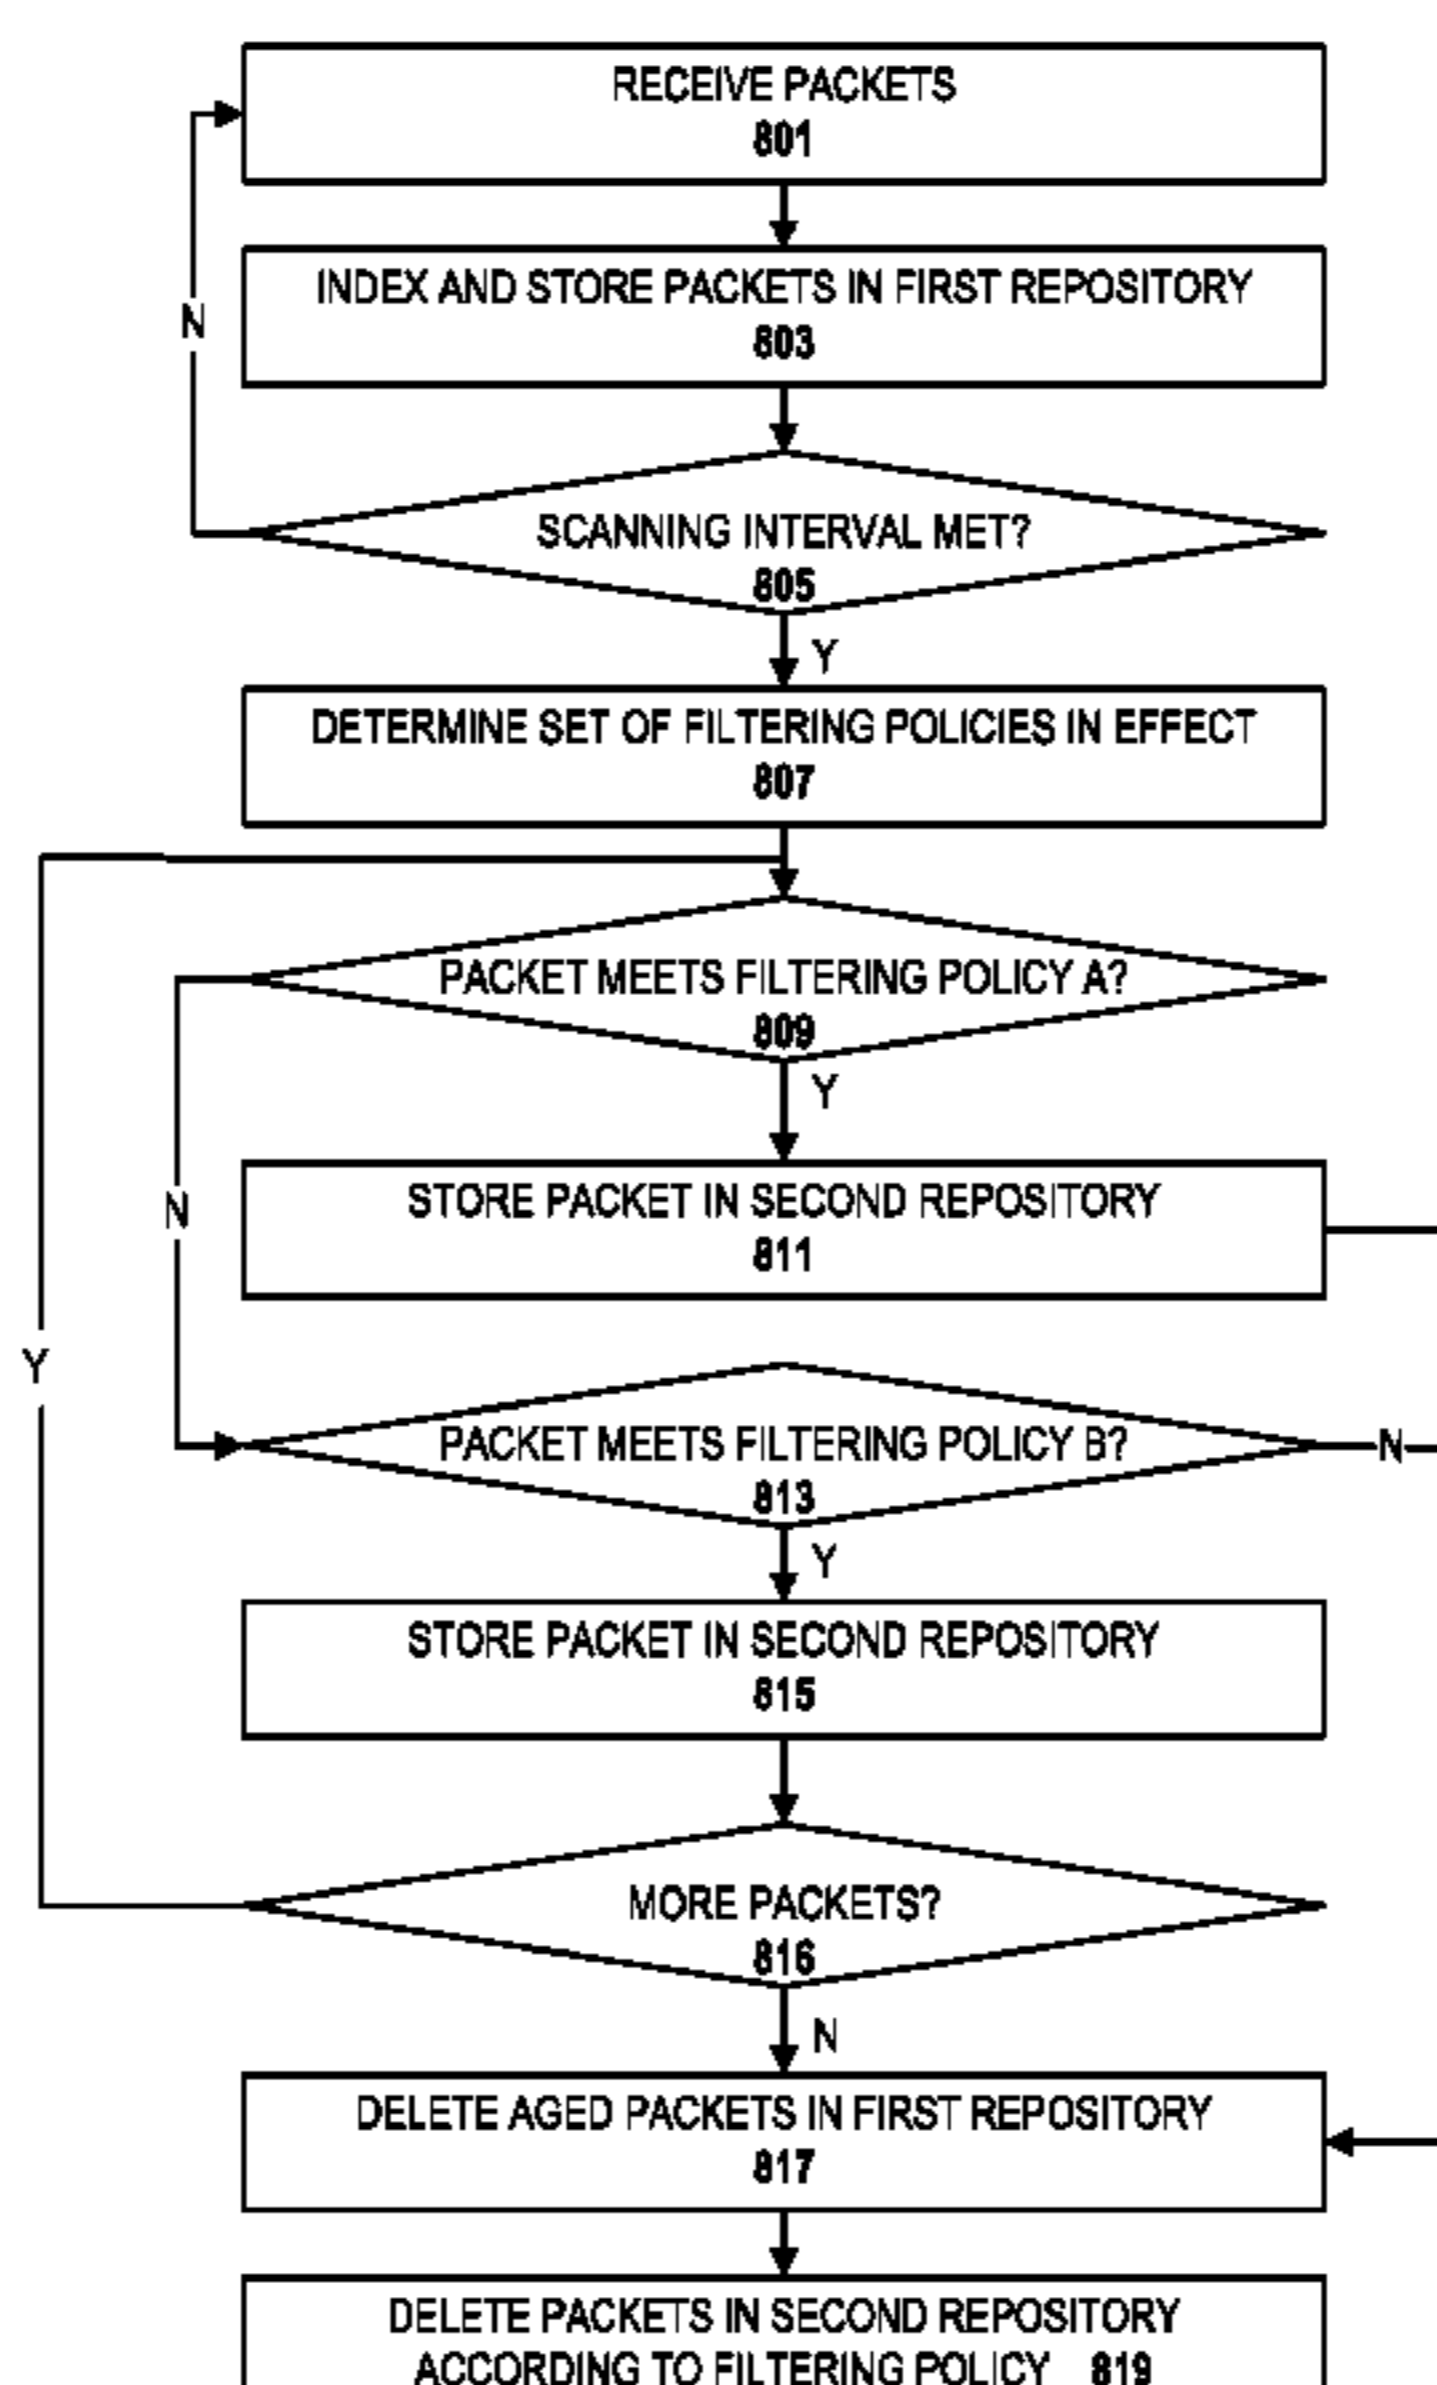 RECEIVE PACKETS
801
INDEX AND STORE PACKETS IN FIRST REPOSITORY
803
N
SCANNING INTERVAL MET?
805
Y
DETERMINE SET OF FILTERING POLICIES IN EFFECT
807
PACKET MEETS FILTERING POLICY A?
809
Y
STORE PACKET IN SECOND REPOSITORY
N
811
Y
PACKET MEETS FILTERING POLICY B?
N
813
Y
STORE PACKET IN SECOND REPOSITORY
815
MORE PACKETS?
816
N
DELETE AGED PACKETS IN FIRST REPOSITORY
817
DELETE PACKETS IN SECOND REPOSITORY
ACCORDING TO FILTERING POLICY 819